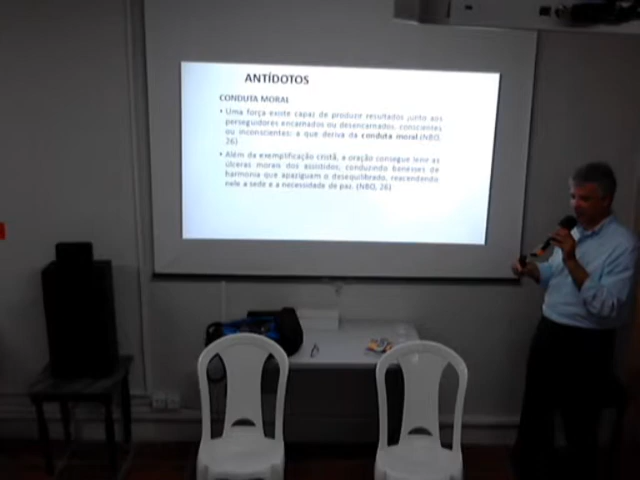 ANTÍDOTOS
CONDUTA MORAL
• Uma força existe capaz de produzir resultados junto aos
perseguidores encarnados ou desencarnados, conscientes
ou inconscientes: a que deriva da conduta moral (NBO,
26)
• Além da exemplificação cristã, a oração consegue lenir as
úlceras morais dos assistidos, conduzindo benesses de
harmonia que apaziguam o desequilibrado, reacendendo
nele a sede e a necessidade de paz. (NBO, 26)